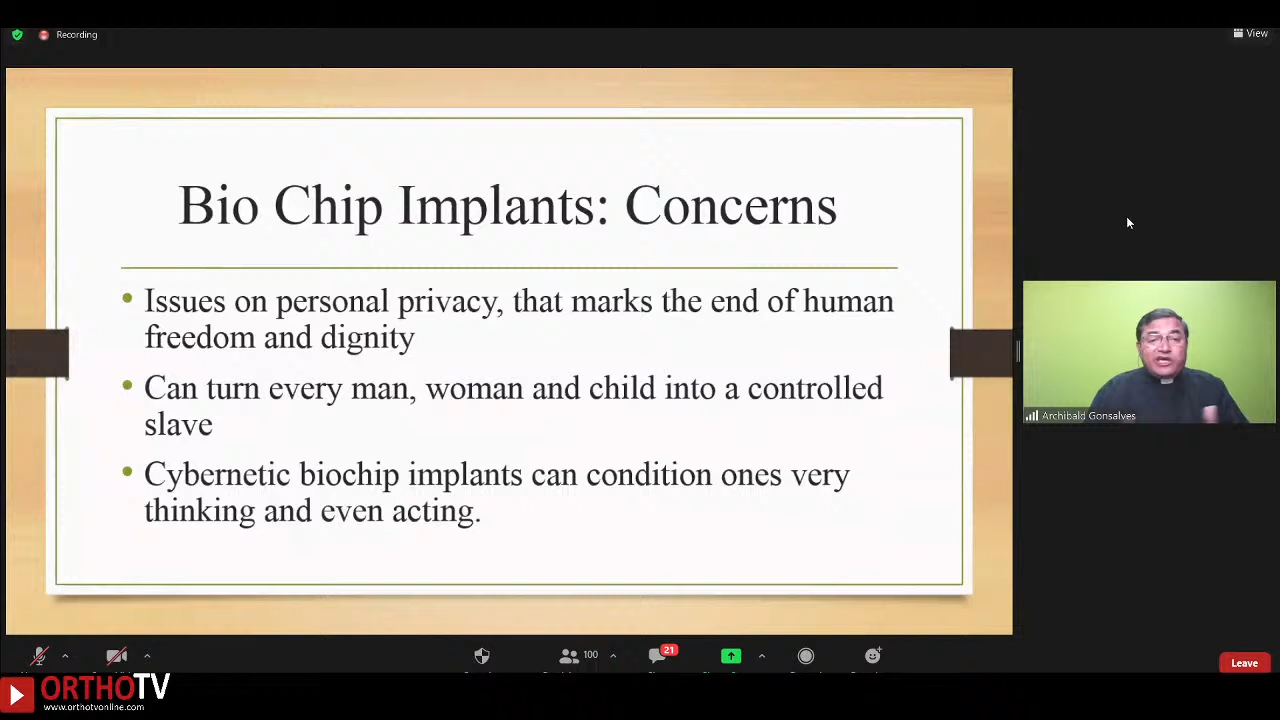 Recording
View
Bio Chip Implants: Concerns
• Issues on personal privacy, that marks the end of human
freedom and dignity
• Can turn every man, woman and child into a controlled
slave
• Cybernetic biochip implants can condition ones very
thinking and even acting.
Archibald Gonsalves
100
21
Leave
ORTHOTV
www.orthotvonline.com